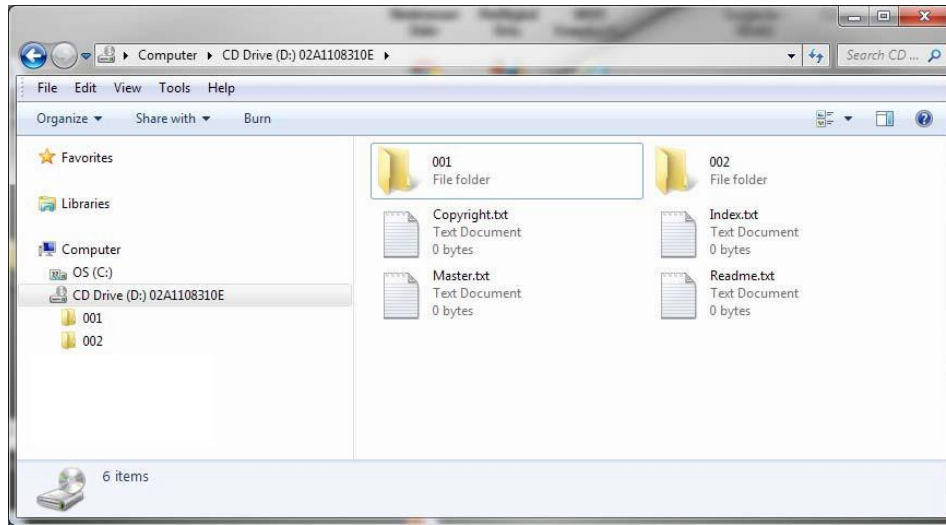 Computer CD Drive (D:) 02A1108310E
Search CD ...
File Edit View Tools Help
Organize Share with Burn
Favorites
Libraries
Computer
OS (C:)
CD Drive (D:) 02A1108310E
001
002
001
File folder
002
File folder
Copyright.txt
Text Document
0 bytes
Index.txt
Text Document
0 bytes
Master.txt
Text Document
0 bytes
Readme.txt
Text Document
0 bytes
6 items